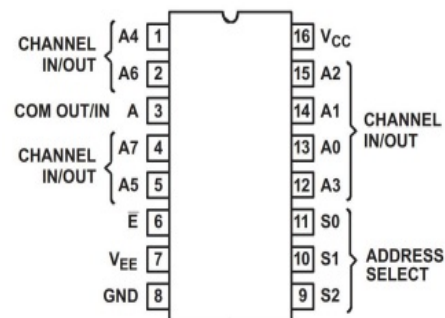 CHANNEL
IN/OUT
A4 1
A6 2
COM OUT/IN A 3
CHANNEL
IN/OUT
A7 4
A5 5
E̅ 6
VEE 7
GND 8
16 VCC
15 A2
14 A1
13 A0
12 A3
CHANNEL
IN/OUT
11 S0
10 S1
9 S2
ADDRESS
SELECT